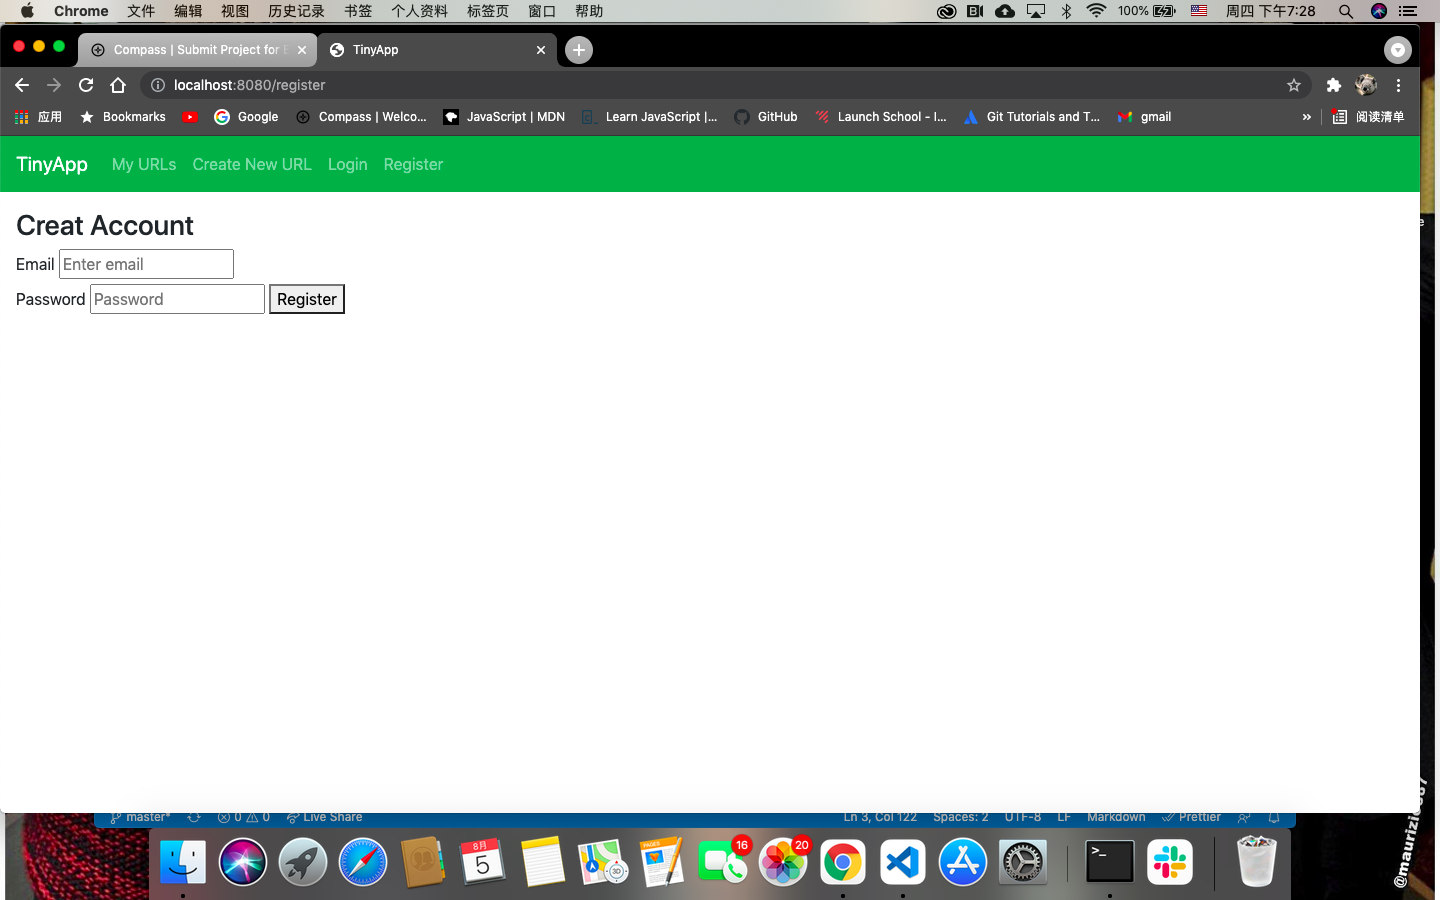 Chrome 文件 编辑 视图 历史记录 书签 个人资料 标签页 窗口 帮助 100% 周四 下午7:28
Compass | Submit Project for
TinyApp
localhost:8080/register
应用 Bookmarks Google Compass | Welco... JavaScript | MDN Learn JavaScript |... GitHub Launch School - I... Git Tutorials and T... gmail » 阅读清单
TinyApp My URLs Create New URL Login Register
Creat Account
Email Enter email
Password Password Register
master* 0 0 Live Share Ln 3, Col 122 Spaces: 2 UTF-8 LF Markdown Prettier
8月
5
PAGES
3D
16
20
>_